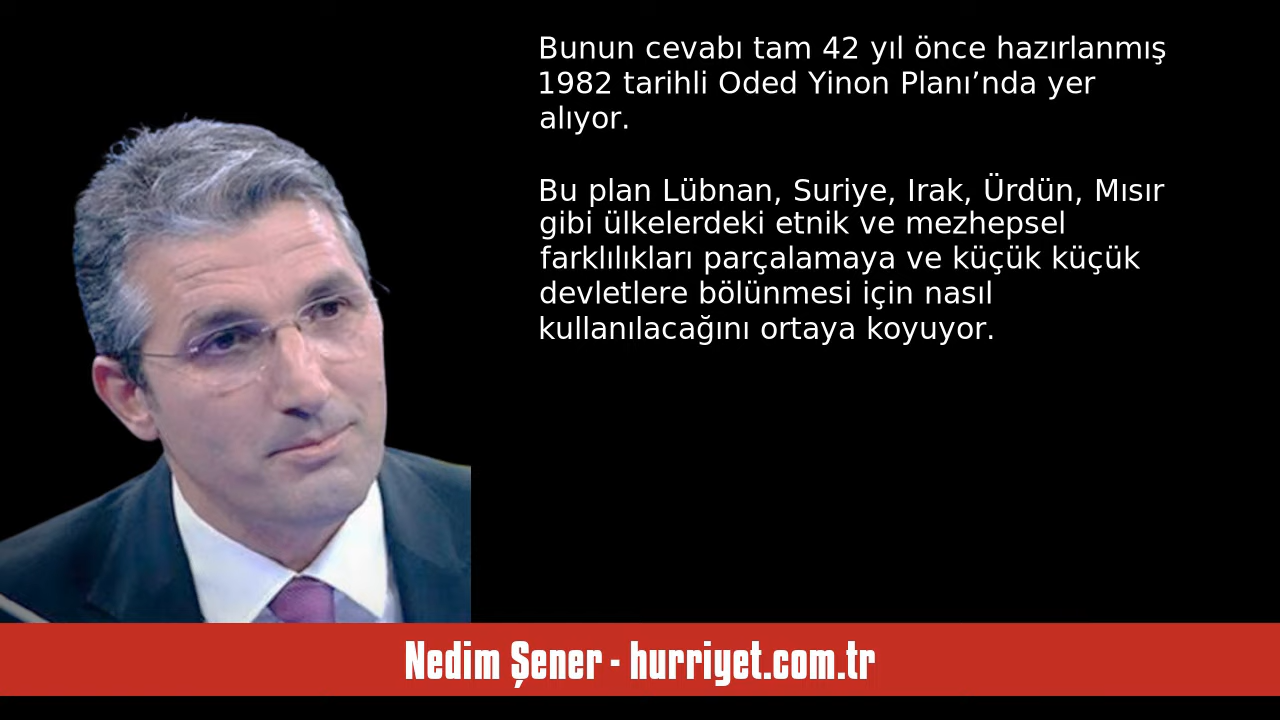 Bunun cevabı tam 42 yıl önce hazırlanmış
1982 tarihli Oded Yinon Planı’nda yer
alıyor.
Bu plan Lübnan, Suriye, Irak, Ürdün, Mısır
gibi ülkelerdeki etnik ve mezhepsel
farklılıkları parçalamaya ve küçük küçük
devletlere bölünmesi için nasıl
kullanılacağını ortaya koyuyor.
Nedim Şener - hurriyet.com.tr